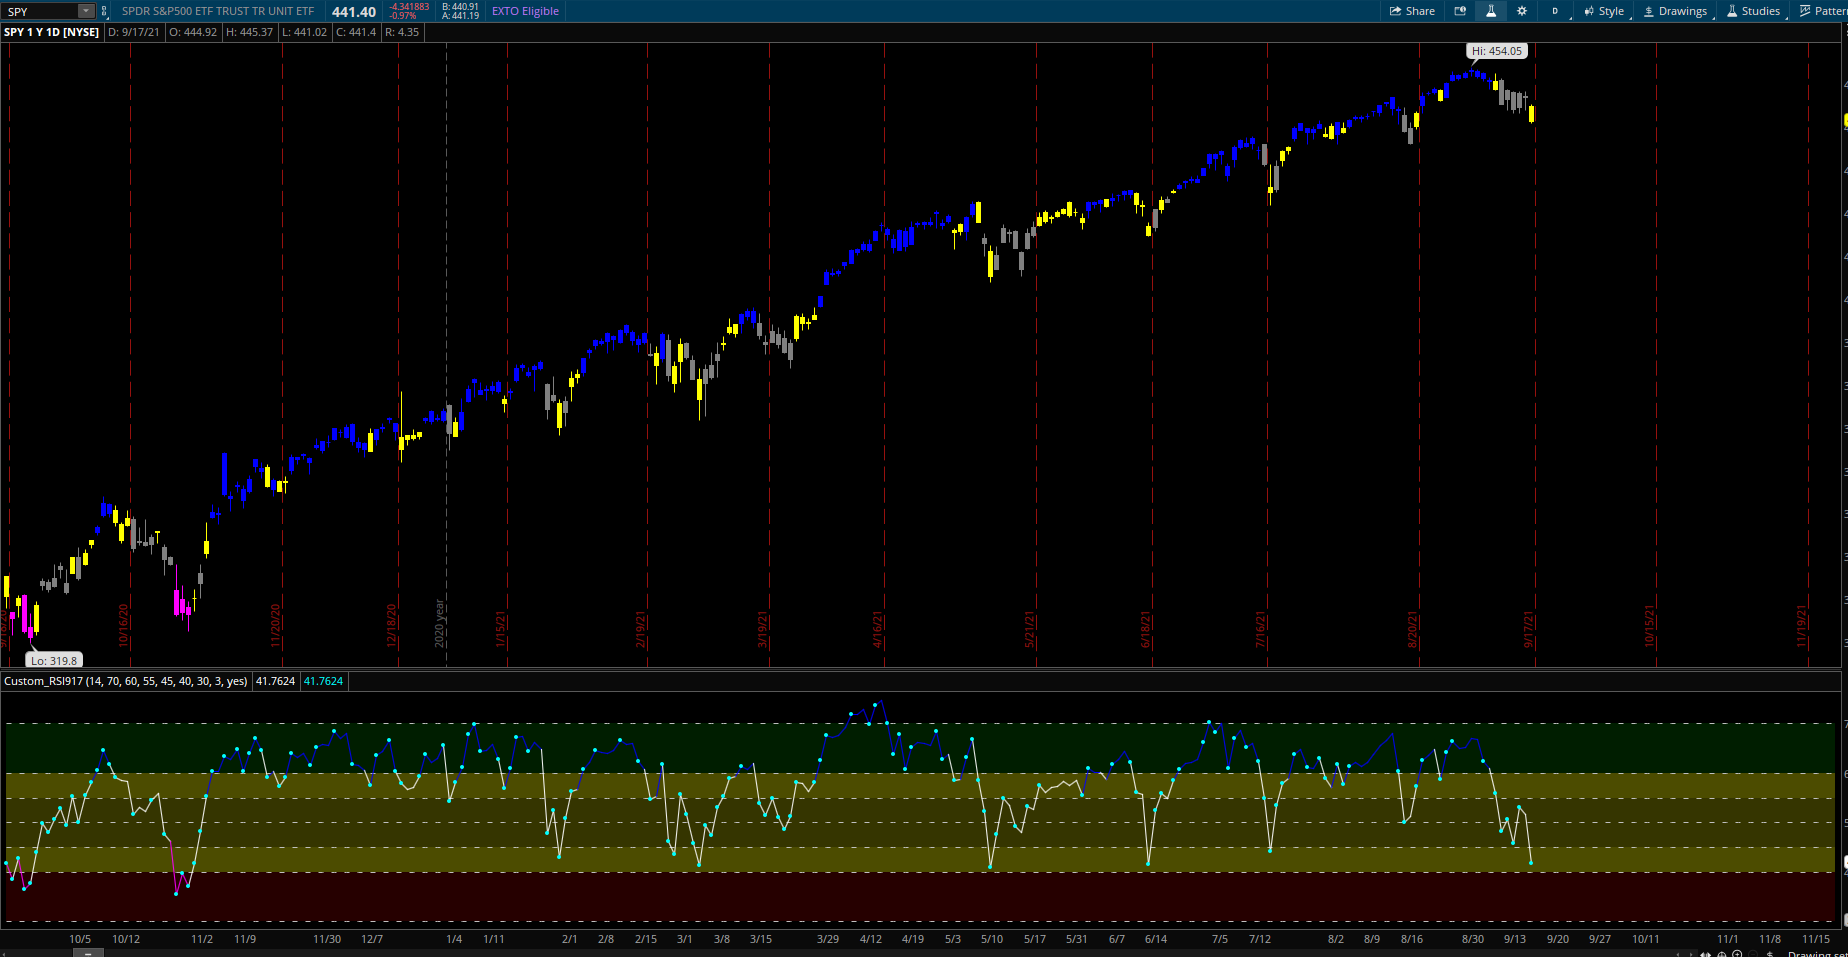 SPY SPDR S&P500 ETF TRUST TR UNIT ETF 441.40 -4.341883 -0.97% B: 440.91 A: 441.19 EXTO Eligible Share D Style Drawings Studies Patter
SPY 1 Y 1D [NYSE] D: 9/17/21 O: 444.92 H: 445.37 L: 441.02 C: 441.4 R: 4.35
Hi: 454.05
10/16/20 11/20/20 12/18/20 2020 year 1/15/21 2/19/21 3/19/21 4/16/21 5/21/21 6/18/21 7/16/21 8/20/21 9/17/21 10/15/21 11/19/21
Lo: 319.8
Custom_RSI917 (14, 70, 60, 55, 45, 40, 30, 3, yes) 41.7624 41.7624
10/5 10/12 11/2 11/9 11/30 12/7 1/4 1/11 2/1 2/8 2/15 3/1 3/8 3/15 3/29 4/12 4/19 5/3 5/10 5/17 5/31 6/7 6/14 7/5 7/12 8/2 8/9 8/16 8/30 9/13 9/20 9/27 10/11 11/1 11/8 11/15
Drawing se